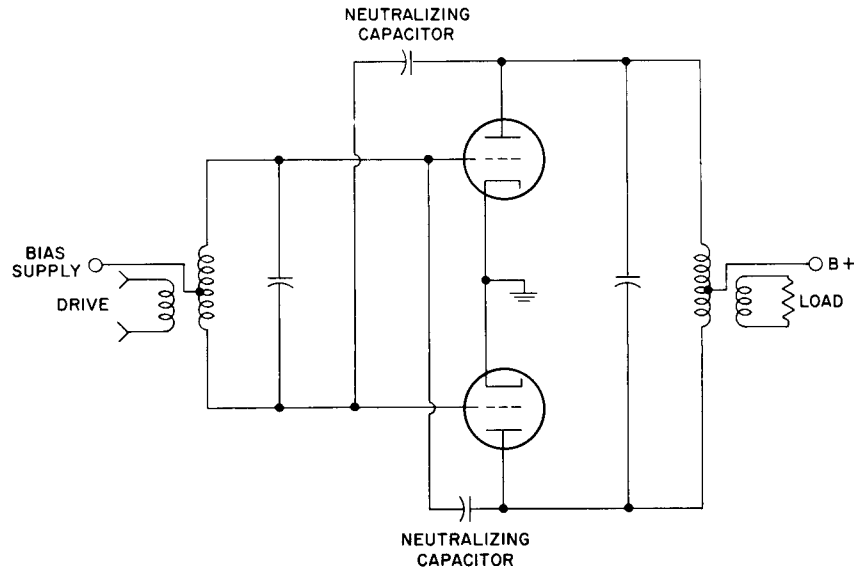 NEUTRALIZING
CAPACITOR
BIAS
SUPPLY
B+
DRIVE
LOAD
NEUTRALIZING
CAPACITOR